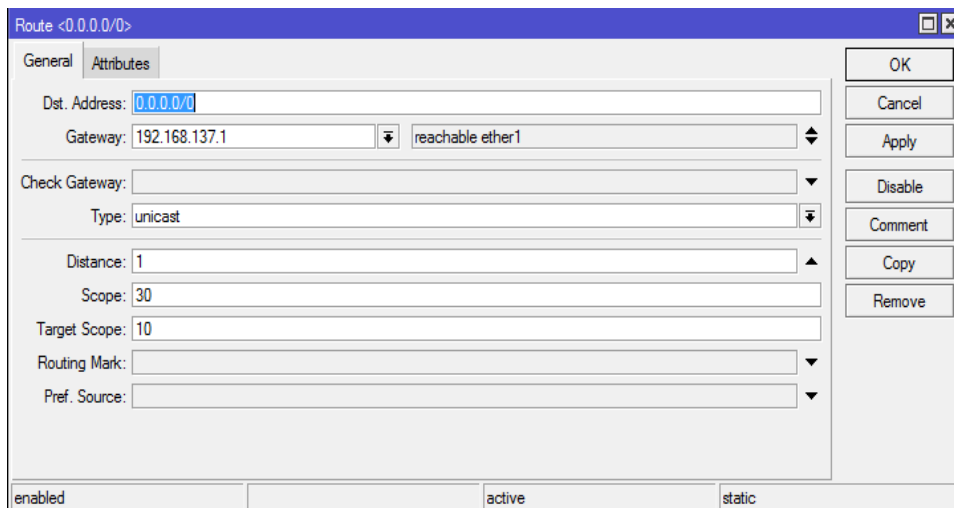 Route <0.0.0.0/0>
General Attributes
Dst. Address: 0.0.0.0/0
Gateway: 192.168.137.1 reachable ether1
Check Gateway:
Type: unicast
Distance: 1
Scope: 30
Target Scope: 10
Routing Mark:
Pref. Source:
OK
Cancel
Apply
Disable
Comment
Copy
Remove
enabled active static